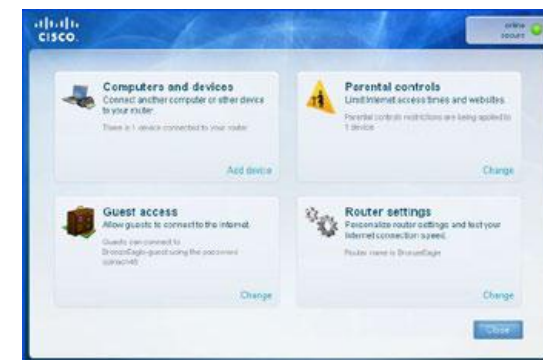 CISCO.
online
secure
Computers and devices
Connect another computer or other device
to your router.
There is 1 device connected to your router
Add device
Parental controls
Limit Internet access times and websites.
Parental controls restrictions are being applied to
1 device
Change
Guest access
Allow guests to connect to the internet.
Guests can connect to
BronzeEagle-guest using the password
Change
Router settings
Personalize router settings and test your
Internet connection speed.
Router name is BronzeEagle
Change
Close